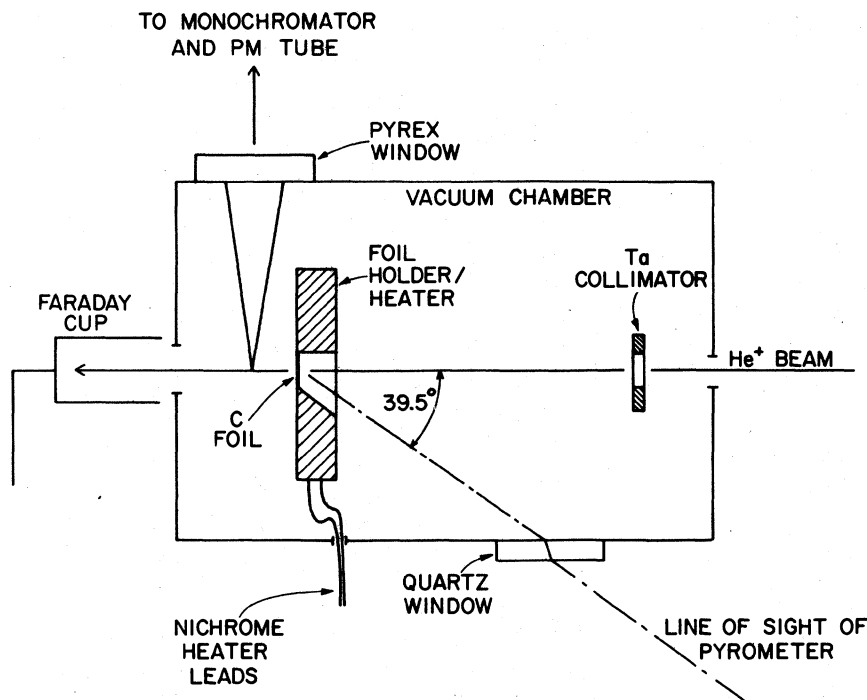 TO MONOCHROMATOR
AND PM TUBE
PYREX
WINDOW
VACUUM CHAMBER
FOIL
HOLDER/
HEATER
Ta
COLLIMATOR
FARADAY
CUP
He+ BEAM
39.5°
C
FOIL
QUARTZ
WINDOW
NICHROME
HEATER
LEADS
LINE OF SIGHT OF
PYROMETER